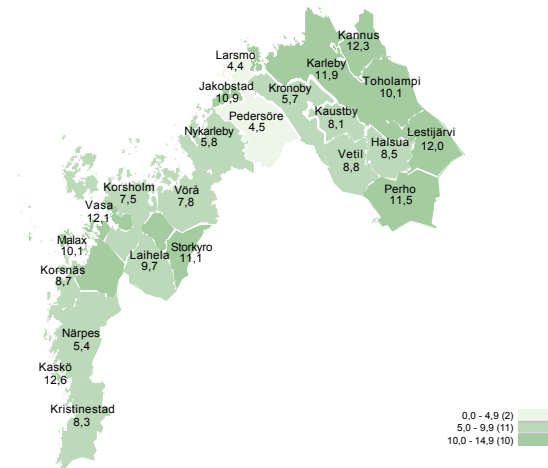 Kannus
12,3
Larsmo
4,4
Karleby
11,9
Toholampi
10,1
Jakobstad
10,9
Kronoby
5,7
Pedersöre
4,5
Kaustby
8,1
Nykarleby
5,8
Lestijärvi
12,0
Halsua
8,5
Vetil
8,8
Korsholm
7,5
Vörå
7,8
Perho
11,5
Vasa
12,1
Malax
10,1
Storkyro
11,1
Laihela
9,7
Korsnäs
8,7
Närpes
5,4
Kaskö
12,6
Kristinestad
8,3
0,0 - 4,9 (2)
5,0 - 9,9 (11)
10,0 - 14,9 (10)